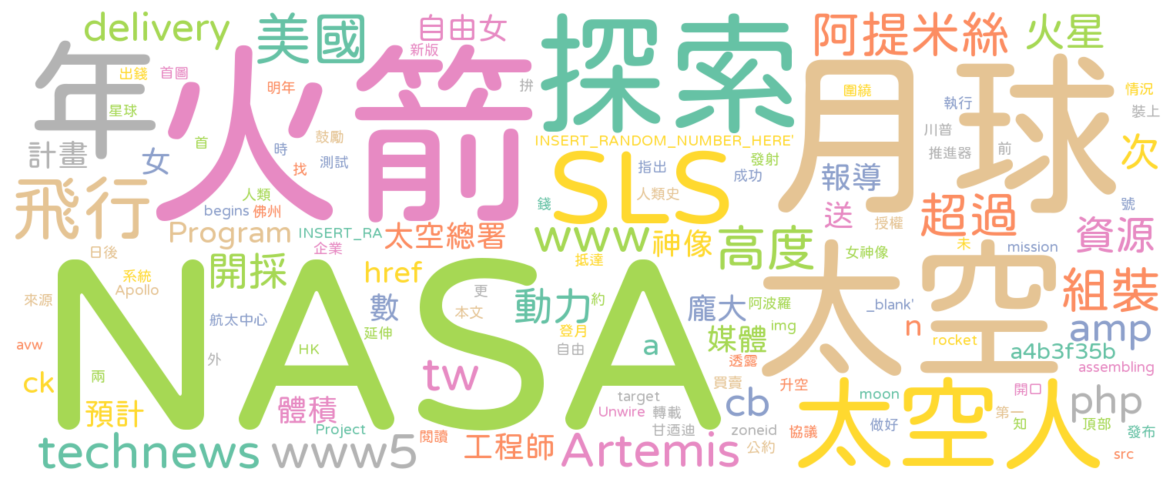 delivery
美國
自由女
新版
探索
阿提米絲
火星
年
火箭
月球
出錢
首圖
明年
星球
拚
圍繞
情況
執行
裝上
計畫
女
首
時
鼓勵
測試
找
INSERT_RANDOM_NUMBER_HERE'
川普
推進器
前
次
飛行
人類
begins
佛州
SLS
指出
發射
成功
人類史
報導
送
授權
超過
號
資源
日後
Program
INSERT_RA
企業
太空總署
錢
www
神像
高度
女神像
未
mission
NASA
開採
href
抵達
太空
組裝
來源
系統
Apollo
航太中心
數
更
本文
動力
約
龐大
阿波羅
_blank'
amp
avw
外
HK
延伸
登月
自由
a
媒體
img
透露
n
rocket
a4b3f35b
assembling
ck
兩
預計
體積
tw
target
Unwire
轉載
買賣
cb
升空
moon
太空人
開口
第一
知
php
頂部
technews
www5
Project
閱讀
工程師
Artemis
甘迺迪
zoneid
公約
協議
做好
發布
src